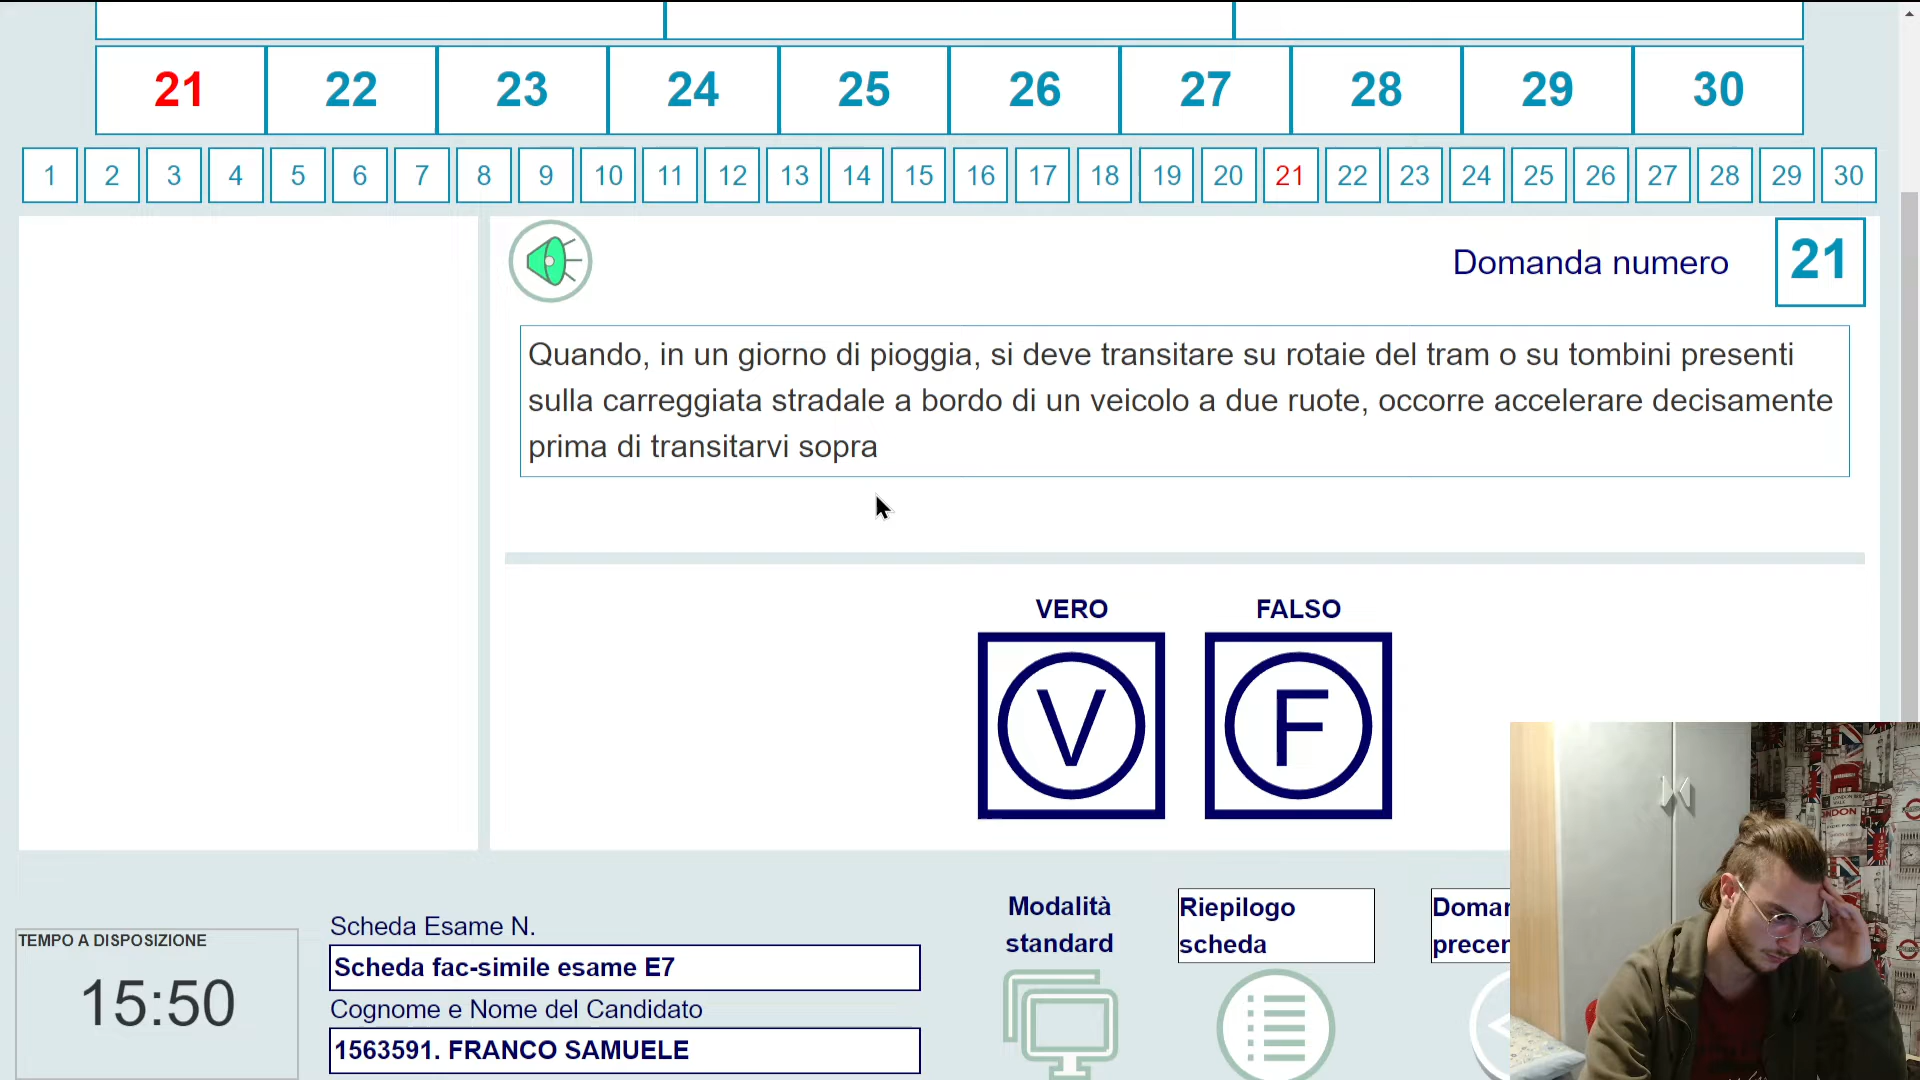 21 22 23 24 25 26 27 28 29 30
1 2 3 4 5 6 7 8 9 10 11 12 13 14 15 16 17 18 19 20 21 22 23 24 25 26 27 28 29 30
Domanda numero 21
Quando, in un giorno di pioggia, si deve transitare su rotaie del tram o su tombini presenti
sulla carreggiata stradale a bordo di un veicolo a due ruote, occorre accelerare decisamente
prima di transitarvi sopra
VERO FALSO
V F
TEMPO A DISPOSIZIONE
15:50
Scheda Esame N.
Scheda fac-simile esame E7
Cognome e Nome del Candidato
1563591. FRANCO SAMUELE
Modalità
standard
Riepilogo
scheda
LONDON